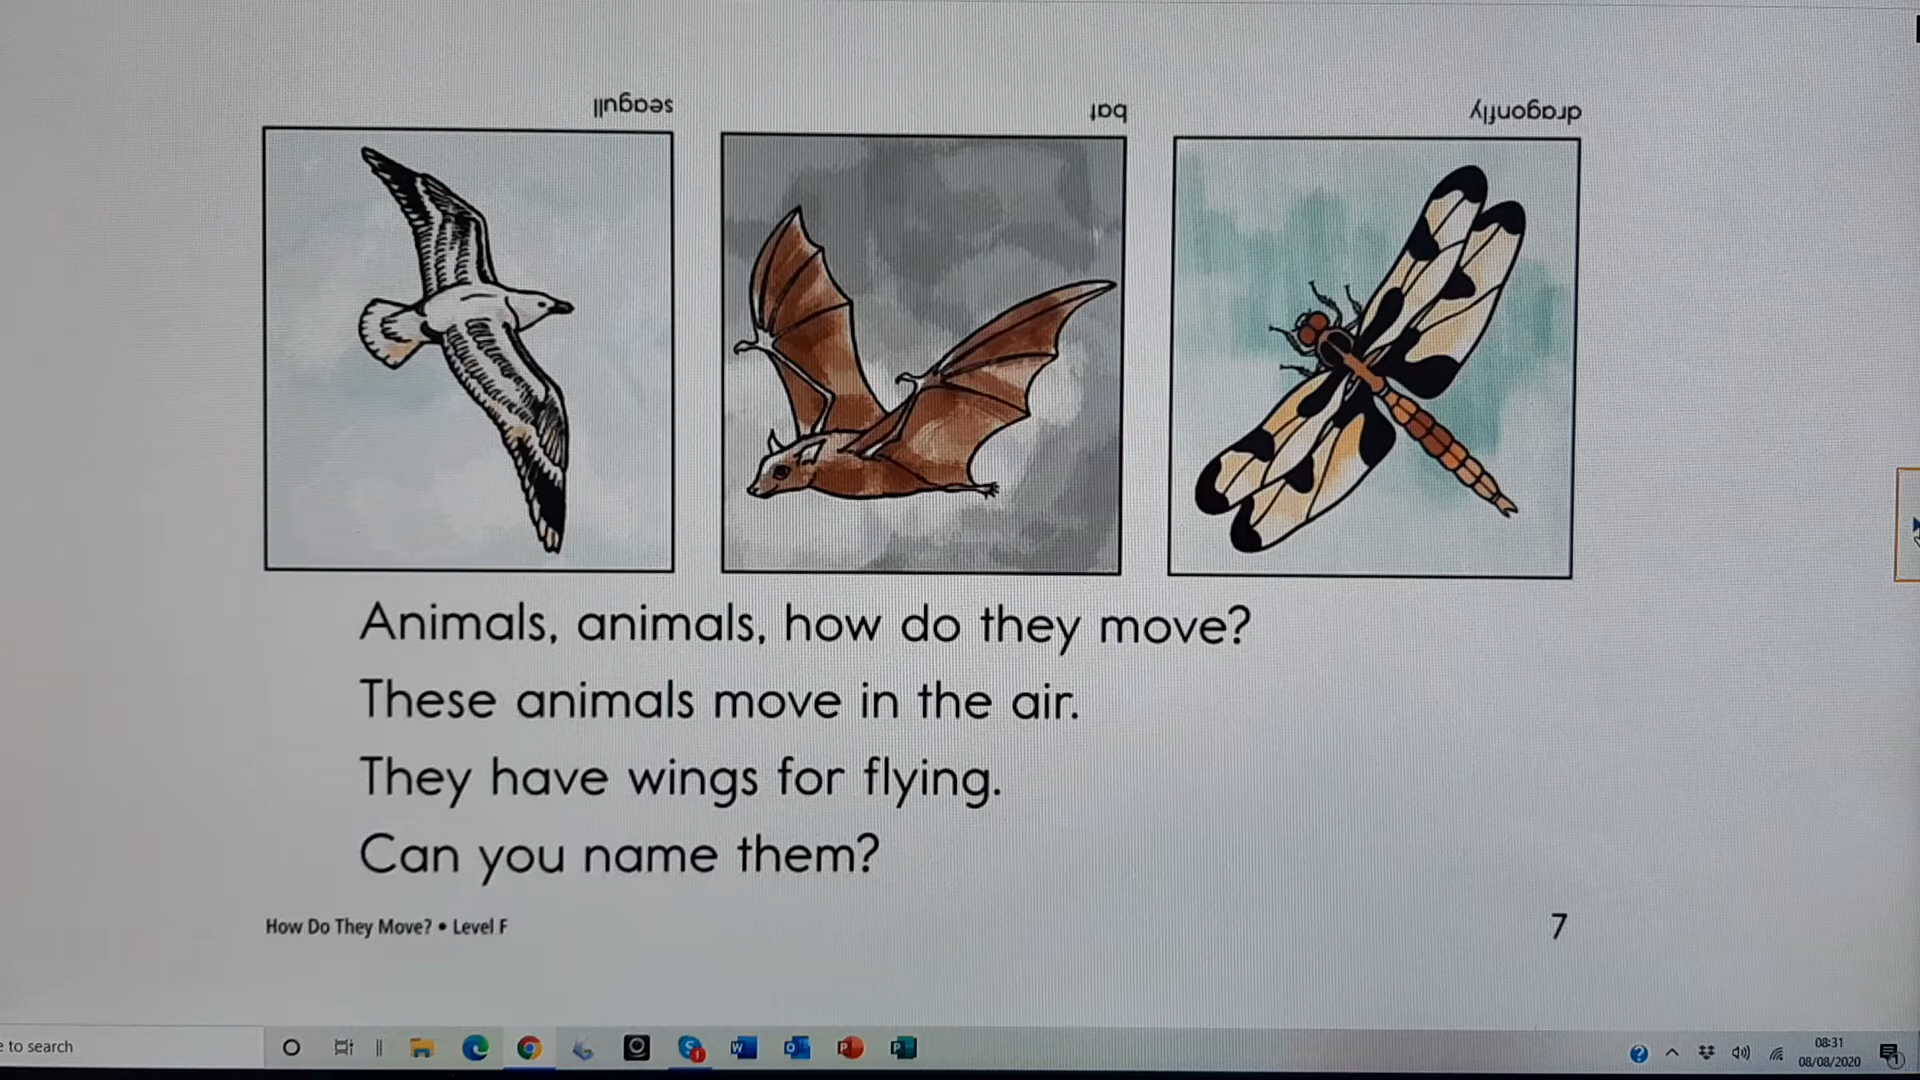 seagull
bat
dragonfly
Animals, animals, how do they move?
These animals move in the air.
They have wings for flying.
Can you name them?
How Do They Move? • Level F
7
e to search
08:31
08/08/2020